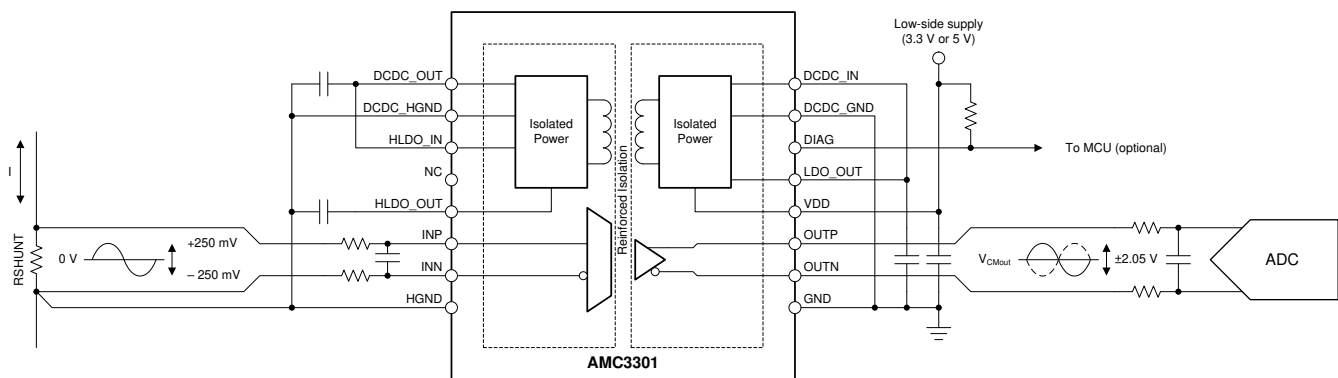 Low-side supply
(3.3 V or 5 V)
DCDC_OUT
DCDC_HGND
HLDO_IN
NC
HLDO_OUT
INP
INN
HGND
Isolated
Power
Reinforced Isolation
Isolated
Power
DCDC_IN
DCDC_GND
DIAG
LDO_OUT
VDD
OUTP
OUTN
GND
To MCU (optional)
I
RSHUNT
0 V
+250 mV
– 250 mV
VCMout
±2.05 V
ADC
AMC3301